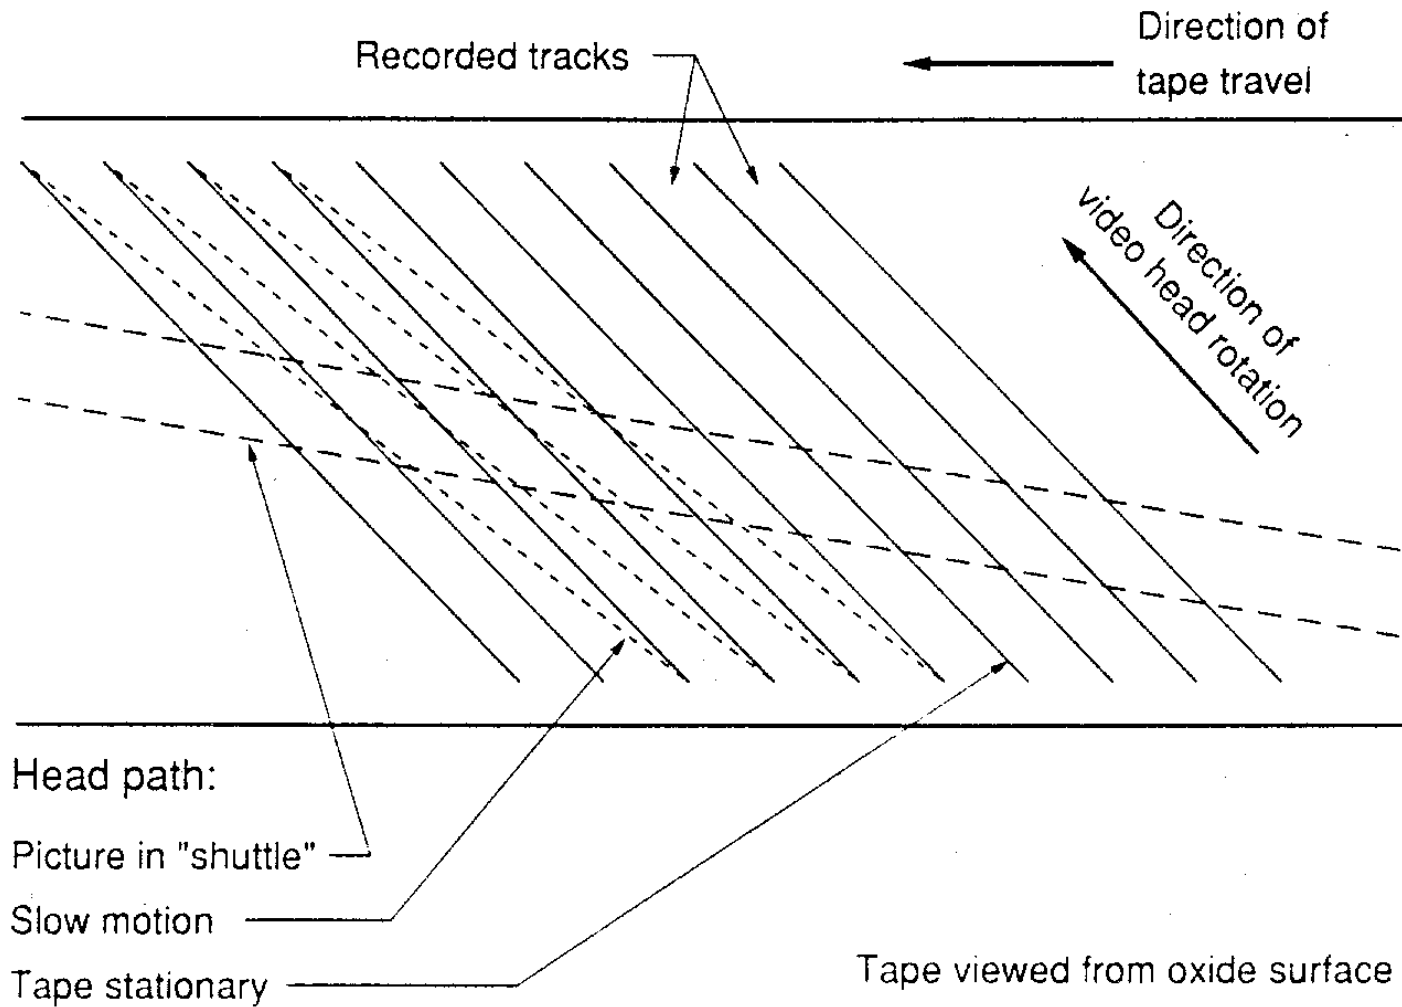 Direction of
tape travel
Recorded tracks
Direction of
video head rotation
Head path:
Picture in "shuttle"
Slow motion
Tape stationary
Tape viewed from oxide surface